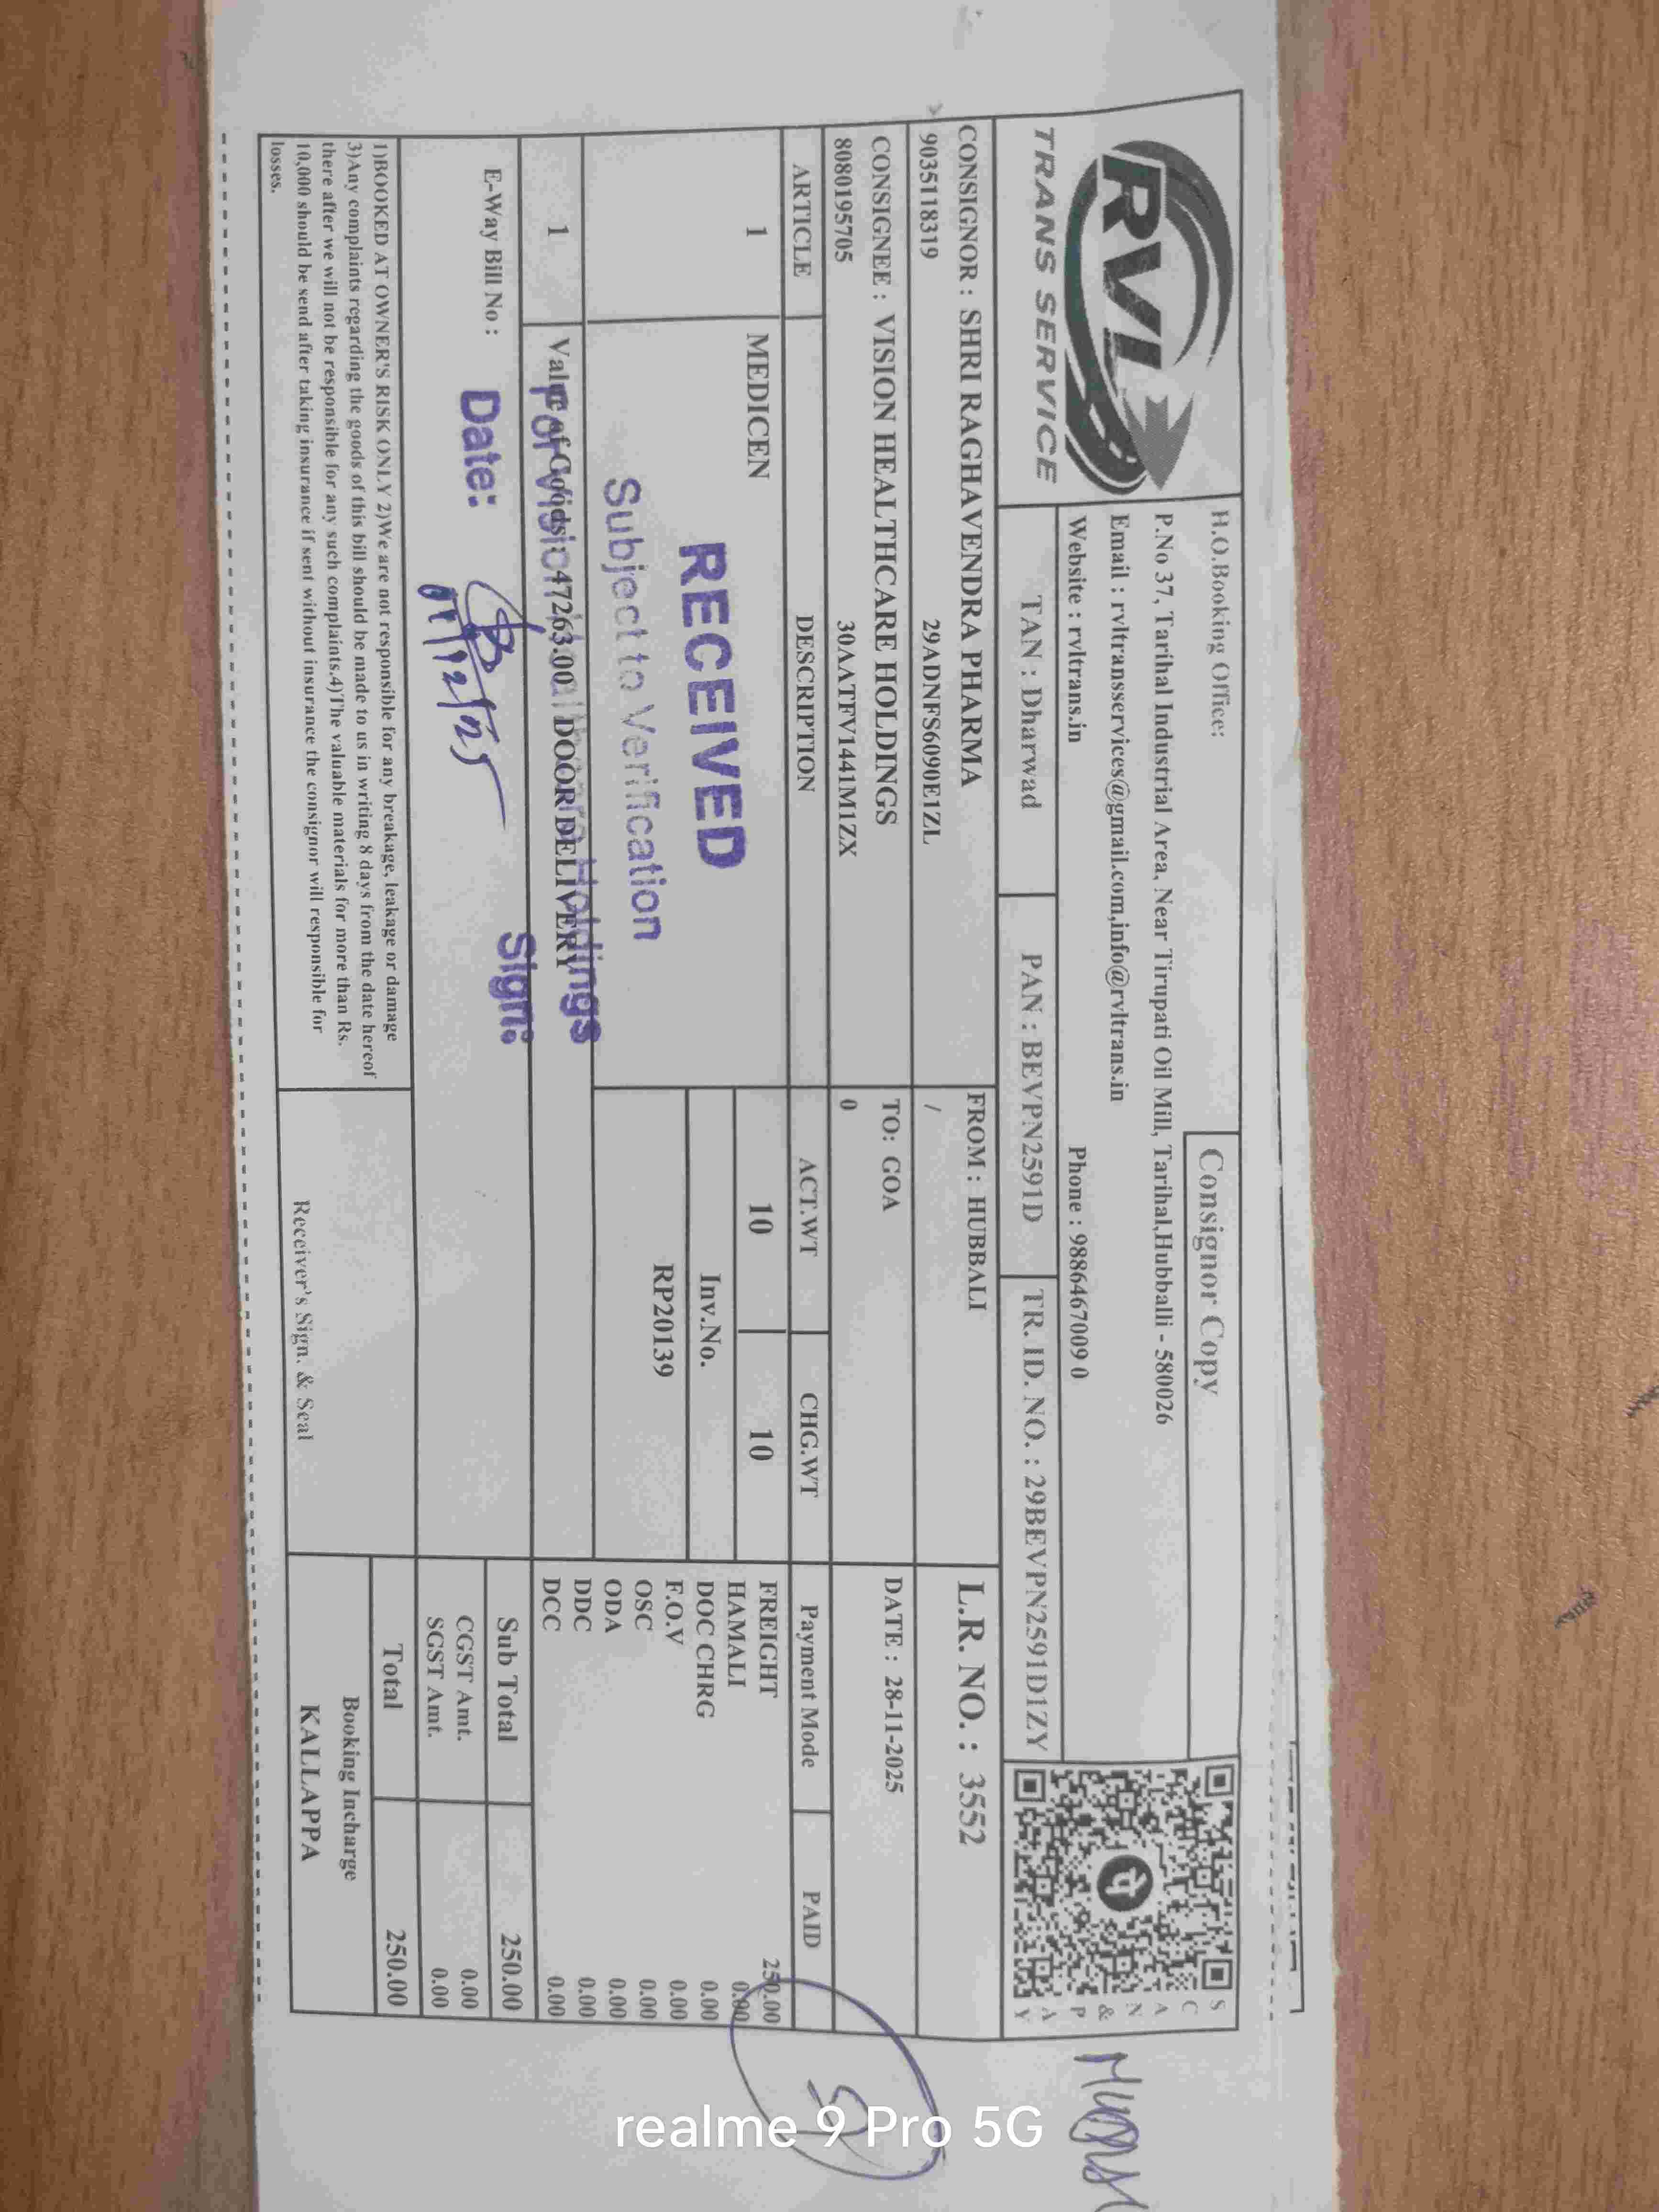 RVL
TRANS SERVICE
H.O.Booking Office:
Consignor Copy
P.No 37, Tarihal Industrial Area, Near Tirupati Oil Mill, Tarihal,Hubballi - 580026
Email : rvltransservices@gmail.com,info@rvltrans.in
Website : rvltrans.in Phone : 9886467009 0
TAN : Dharwad PAN : BEVPN2591D TR. ID. NO. : 29BEVPN2591D1ZY
SCAN & PAY
CONSIGNOR : SHRI RAGHAVENDRA PHARMA FROM : HUBBALI L.R. NO. : 3552
9035118319 29ADNFS6090E1ZL /
CONSIGNEE : VISION HEALTHCARE HOLDINGS TO: GOA DATE : 28-11-2025
8080195705 30AATFV1441M1ZX 0
ARTICLE DESCRIPTION ACT.WT CHG.WT Payment Mode PAID
1 MEDICEN 10 10 FREIGHT 250.00
HAMALI 0.00
Inv.No. DOC CHRG 0.00
RP20139 F.O.V 0.00
OSC 0.00
ODA 0.00
DDC 0.00
1 Value of Goods : 47263.00 DOOR DELIVERY DCC 0.00
RECEIVED
Subject to Verification
For Vision Healthcare Holdings
Date: Sign:
E-Way Bill No : Sub Total 250.00
CGST Amt. 0.00
SGST Amt. 0.00
Total 250.00
1)BOOKED AT OWNER'S RISK ONLY 2)We are not responsible for any breakage, leakage or damage
3)Any complaints regarding the goods of this bill should be made to us in writing 8 days from the date hereof
there after we will not be responsible for any such complaints.4)The valuable materials for more than Rs.
10,000 should be send after taking insurance if sent without insurance the consignor will responsible for
losses.
Receiver's Sign. & Seal
Booking Incharge
KALLAPPA
realme 9 Pro 5G